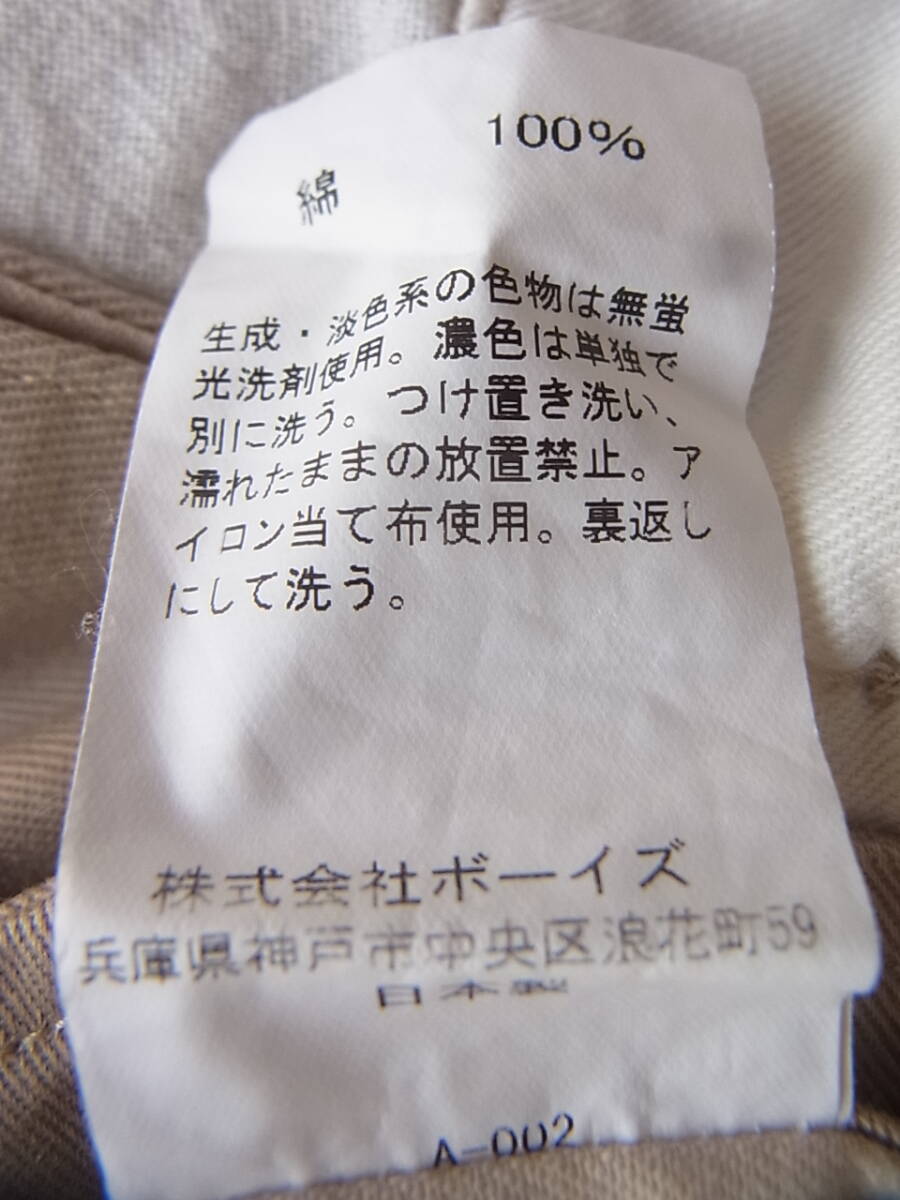 綿 100%
生成・淡色系の色物は無蛍
光洗剤使用。濃色は単独で
別に洗う。つけ置き洗い、
濡れたままの放置禁止。ア
イロン当て布使用。裏返し
にして洗う。
株式会社ボーイズ
兵庫県神戸市中央区浪花町59
日本製
A-002